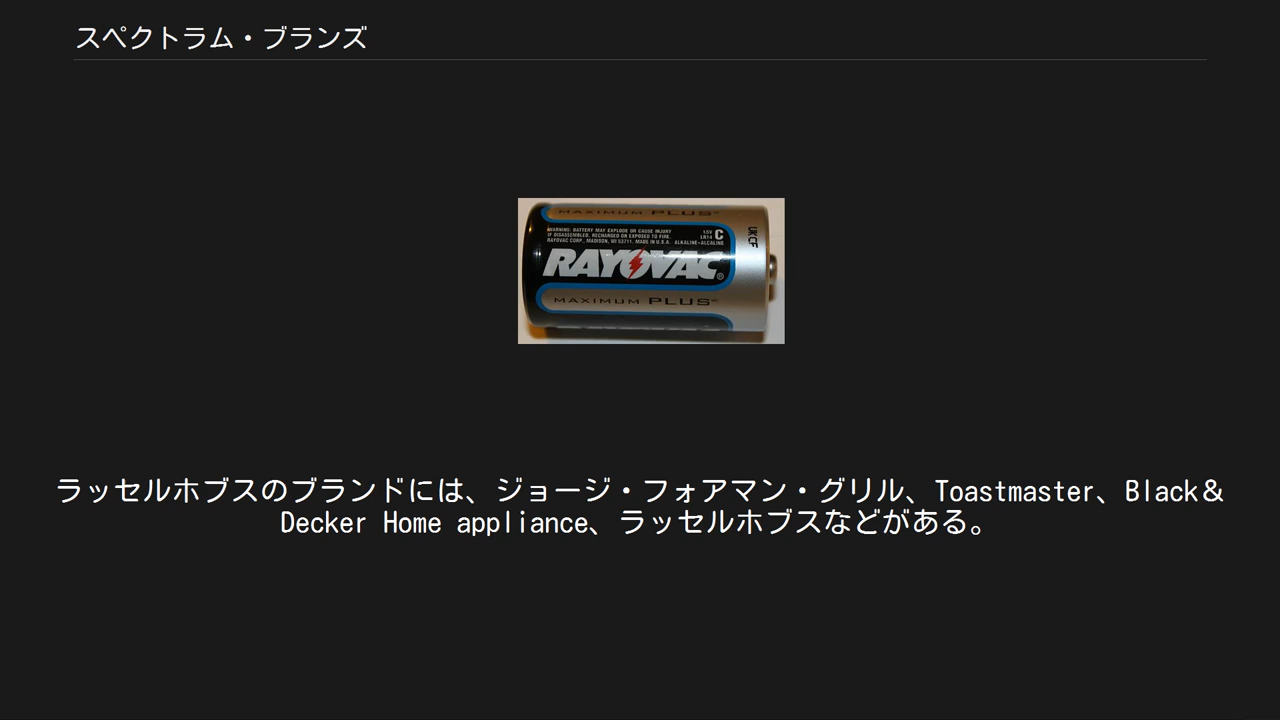 スペクトラム・ブランズ
MAXIMUM PLUS
WARNING: BATTERY MAY EXPLODE OR CAUSE INJURY
IF DISASSEMBLED, RECHARGED OR EXPOSED TO FIRE.
RAYOVAC CORP., MADISON, WI 53711. MADE IN U.S.A. ALKALINE-ALCALINE
1.5V
LR14
C
RAYOVAC®
MAXIMUM PLUS
ラッセルホブスのブランドには、ジョージ・フォアマン・グリル、Toastmaster、Black＆
Decker Home appliance、ラッセルホブスなどがある。